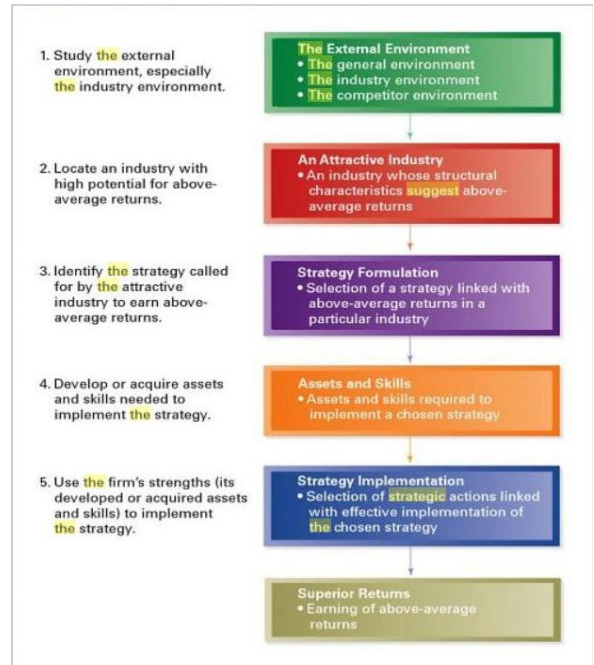 1. Study the external
environment, especially
the industry environment.
The External Environment
• The general environment
• The industry environment
• The competitor environment
2. Locate an industry with
high potential for above-
average returns.
An Attractive Industry
• An industry whose structural
characteristics suggest above-
average returns
3. Identify the strategy called
for by the attractive
industry to earn above-
average returns.
Strategy Formulation
• Selection of a strategy linked with
above-average returns in a
particular industry
4. Develop or acquire assets
and skills needed to
implement the strategy.
Assets and Skills
• Assets and skills required to
implement a chosen strategy
5. Use the firm's strengths (its
developed or acquired assets
and skills) to implement
the strategy.
Strategy Implementation
• Selection of strategic actions linked
with effective implementation of
the chosen strategy
Superior Returns
• Earning of above-average
returns